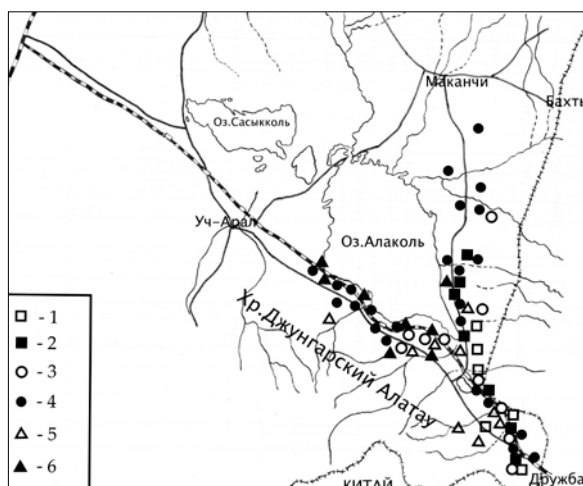 Маканчи
Бахты
Оз.Сасыкколь
Уч-Арал
Оз.Алаколь
Хр.Джунгарский Алатау
- 1
- 2
- 3
- 4
- 5
- 6
КИТАЙ
Дружба